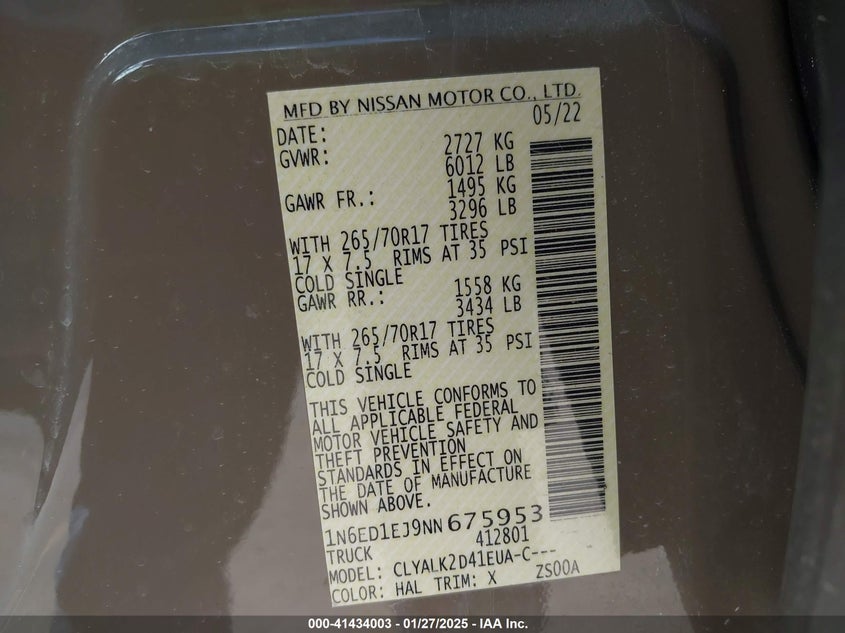 MFD BY NISSAN MOTOR CO., LTD.
DATE: 05/22
GVWR: 2727 KG
6012 LB
GAWR FR.: 1495 KG
3296 LB
WITH 265/70R17 TIRES
17 X 7.5 RIMS AT 35 PSI
COLD SINGLE
GAWR RR.: 1558 KG
3434 LB
WITH 265/70R17 TIRES
17 X 7.5 RIMS AT 35 PSI
COLD SINGLE
THIS VEHICLE CONFORMS TO
ALL APPLICABLE FEDERAL
MOTOR VEHICLE SAFETY AND
THEFT PREVENTION
STANDARDS IN EFFECT ON
THE DATE OF MANUFACTURE
SHOWN ABOVE.
1N6ED1EJ9NN675953
TRUCK 412801
MODEL: CLYALK2D41EUA-C---
COLOR: HAL TRIM: X ZS00A
000-41434003 — 01/27/2025 — IAA Inc.